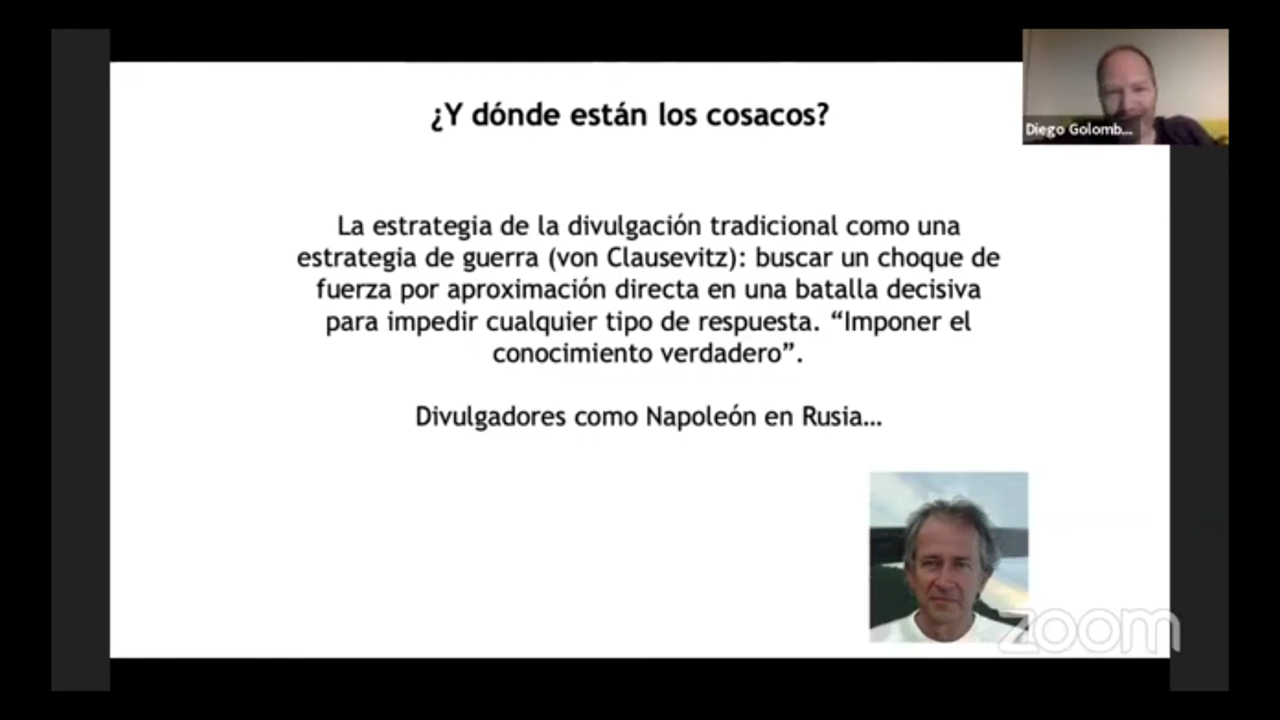 ¿Y dónde están los cosacos?
Diego Golomb...
La estrategia de la divulgación tradicional como una
estrategia de guerra (von Clausevitz): buscar un choque de
fuerza por aproximación directa en una batalla decisiva
para impedir cualquier tipo de respuesta. “Imponer el
conocimiento verdadero”.
Divulgadores como Napoleón en Rusia...
zoom